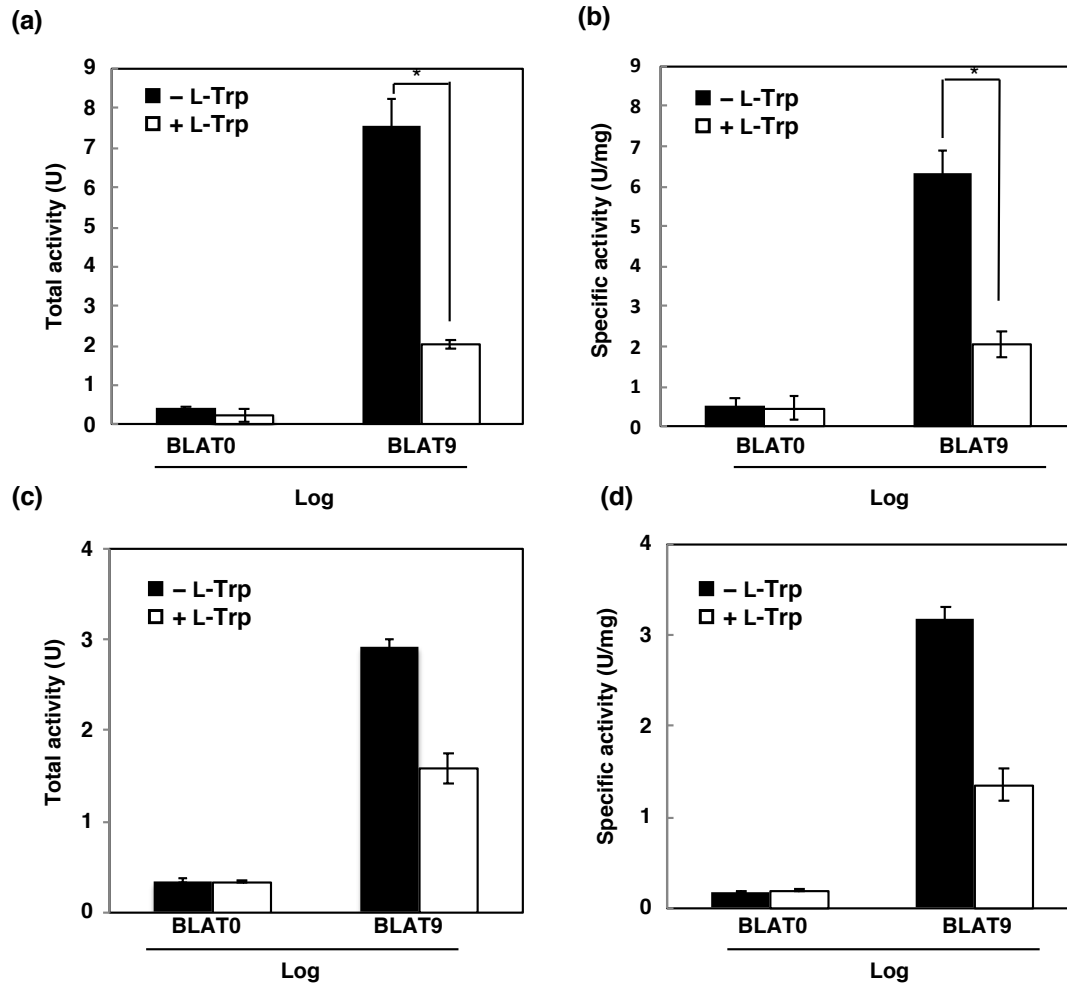 (a)
9
8
7
6
5
4
3
2
1
0
Total activity (U)
– L-Trp
+ L-Trp
*
BLAT0 BLAT9
Log
(b)
9
8
7
6
5
4
3
2
1
0
Specific activity (U/mg)
– L-Trp
+ L-Trp
*
BLAT0 BLAT9
Log
(c)
4
3
2
1
0
Total activity (U)
– L-Trp
+ L-Trp
BLAT0 BLAT9
Log
(d)
4
3
2
1
0
Specific activity (U/mg)
– L-Trp
+ L-Trp
BLAT0 BLAT9
Log